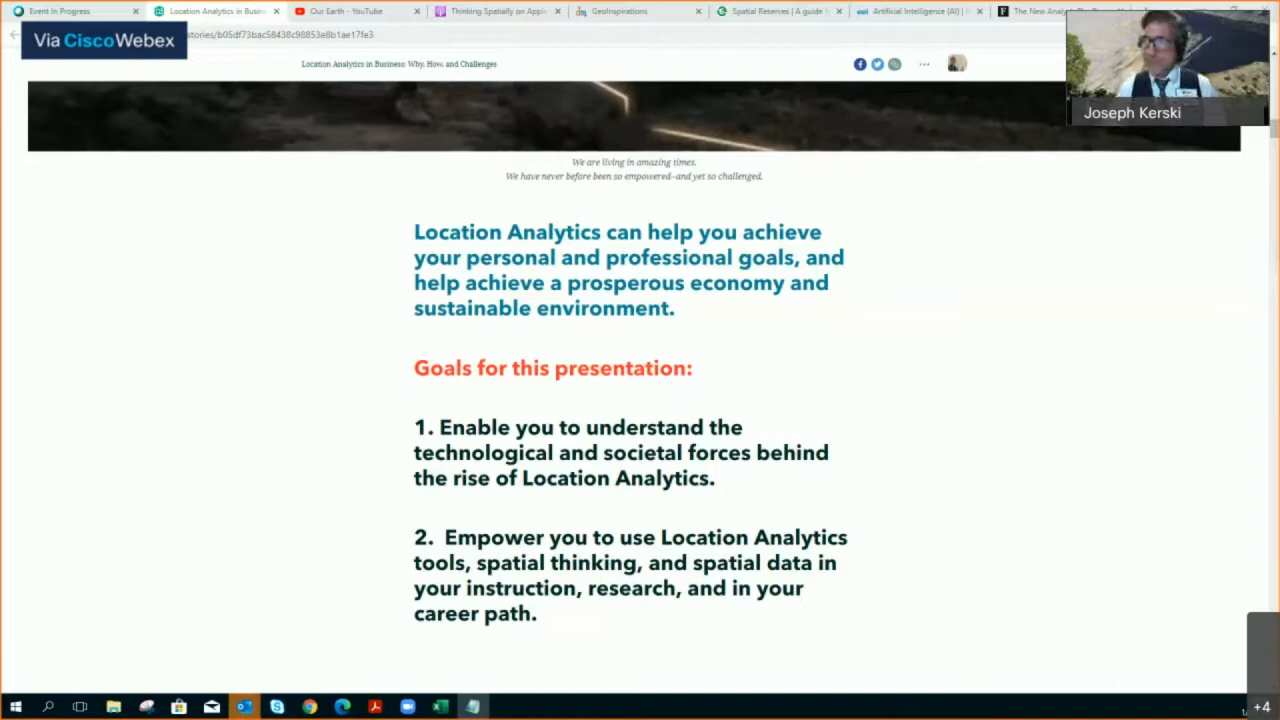 Event In Progress
Location Analytics in Busin
Our Earth - YouTube
Thinking Spatially on Apple
GeoInspirations
Spatial Reserves | A guide t
Artificial Intelligence (AI) |
The New Analy
Via Cisco Webex
stories/b05df73bac58438c98853e8b1ae17fe3
Location Analytics in Business: Why, How, and Challenges
Joseph Kerski
We are living in amazing times.
We have never before been so empowered--and yet so challenged.
Location Analytics can help you achieve
your personal and professional goals, and
help achieve a prosperous economy and
sustainable environment.
Goals for this presentation:
1. Enable you to understand the
technological and societal forces behind
the rise of Location Analytics.
2. Empower you to use Location Analytics
tools, spatial thinking, and spatial data in
your instruction, research, and in your
career path.
+4